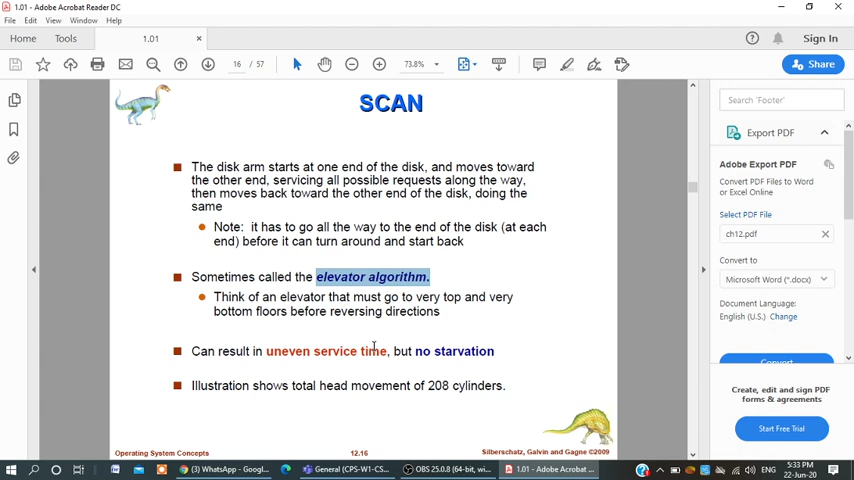 1.01 - Adobe Acrobat Reader DC
File Edit View Window Help
Home Tools 1.01 × Sign In
16 / 57 73.8% Share
SCAN
The disk arm starts at one end of the disk, and moves toward
the other end, servicing all possible requests along the way,
then moves back toward the other end of the disk, doing the
same
Note: it has to go all the way to the end of the disk (at each
end) before it can turn around and start back
Sometimes called the elevator algorithm.
Think of an elevator that must go to very top and very
bottom floors before reversing directions
Can result in uneven service time, but no starvation
Illustration shows total head movement of 208 cylinders.
Operating System Concepts 12.16 Silberschatz, Galvin and Gagne ©2009
Search 'Footer'
Export PDF
Adobe Export PDF
Convert PDF Files to Word
or Excel Online
Select PDF File
ch12.pdf
Convert to
Microsoft Word (*.docx)
Document Language:
English (U.S.) Change
Convert
Create, edit and sign PDF
forms & agreements
Start Free Trial
(3) WhatsApp - Googl... General (CPS-W1-CS... OBS 25.0.8 (64-bit, wi... 1.01 - Adobe Acrobat ... ENG 5:33 PM
22-Jun-20